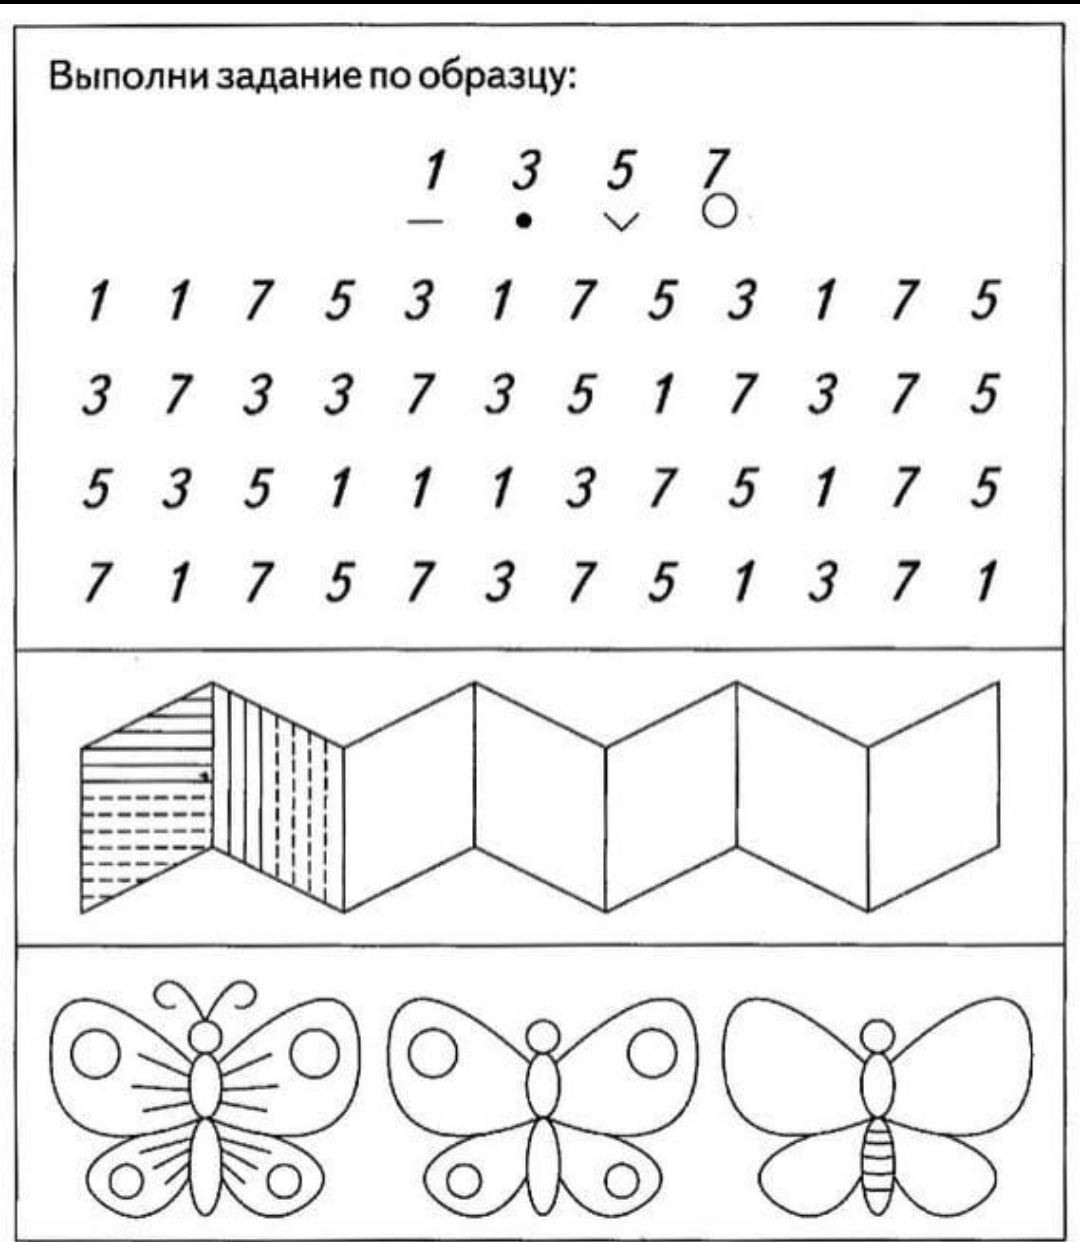 Выполни задание по образцу:
1 3 5 7
1 1 7 5 3 1 7 5 3 1 7 5
3 7 3 3 7 3 5 1 7 3 7 5
5 3 5 1 1 1 3 7 5 1 7 5
7 1 7 5 7 3 7 5 1 3 7 1